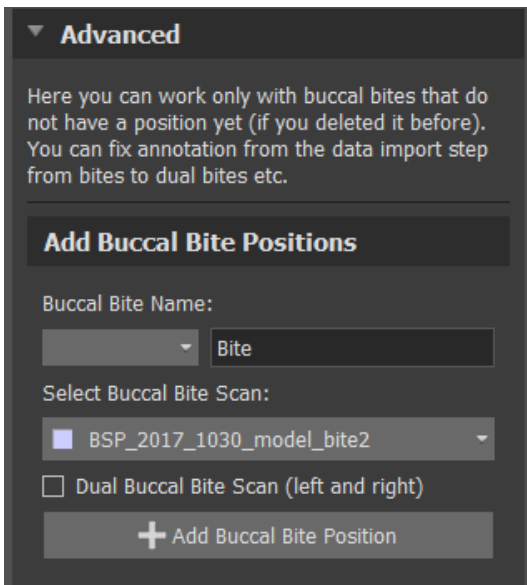 Advanced
Here you can work only with buccal bites that do
not have a position yet (if you deleted it before).
You can fix annotation from the data import step
from bites to dual bites etc.
Add Buccal Bite Positions
Buccal Bite Name:
Bite
Select Buccal Bite Scan:
BSP_2017_1030_model_bite2
Dual Buccal Bite Scan (left and right)
Add Buccal Bite Position